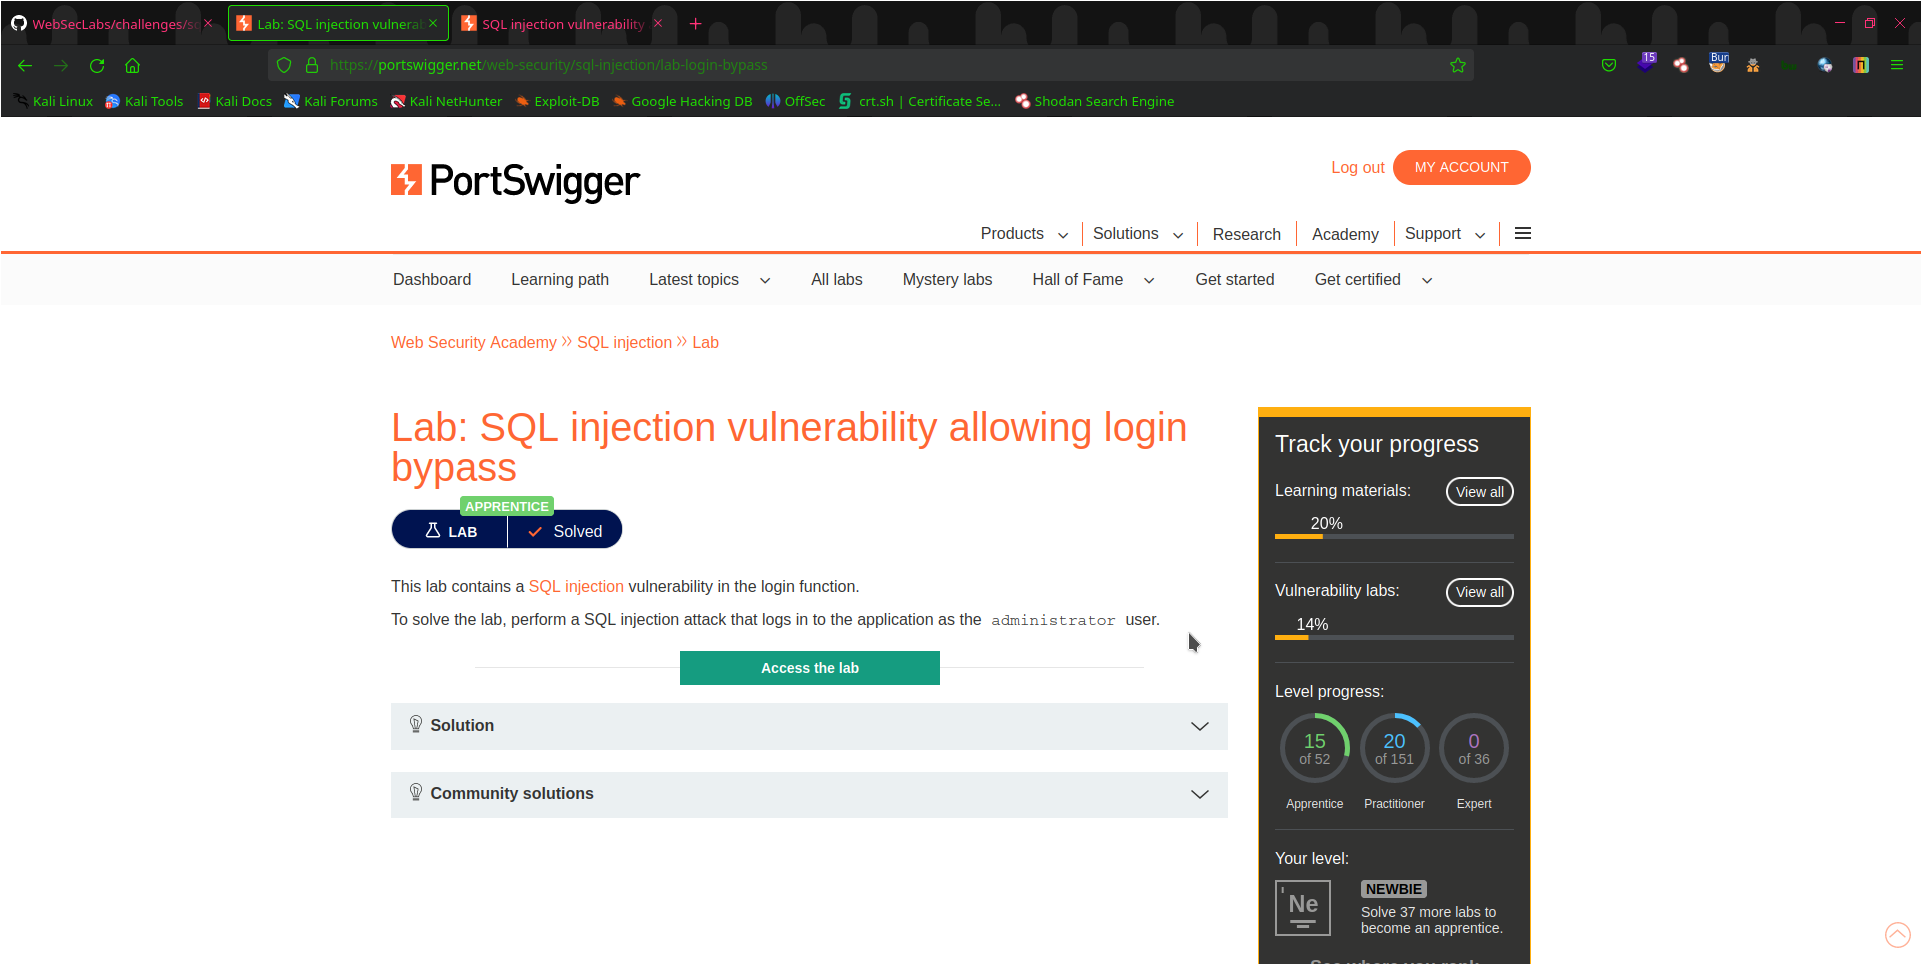 WebSecLabs/challenges/s
Lab: SQL injection vulnera
SQL injection vulnerability
https://portswigger.net/web-security/sql-injection/lab-login-bypass
15
Bur
Kali Linux
Kali Tools
Kali Docs
Kali Forums
Kali NetHunter
Exploit-DB
Google Hacking DB
OffSec
crt.sh | Certificate Se...
Shodan Search Engine
PortSwigger
Log out
MY ACCOUNT
Products
Solutions
Research
Academy
Support
Dashboard
Learning path
Latest topics
All labs
Mystery labs
Hall of Fame
Get started
Get certified
Web Security Academy » SQL injection » Lab
Lab: SQL injection vulnerability allowing login
bypass
APPRENTICE
LAB
Solved
This lab contains a SQL injection vulnerability in the login function.
To solve the lab, perform a SQL injection attack that logs in to the application as the administrator user.
Access the lab
Solution
Community solutions
Track your progress
Learning materials:
View all
20%
Vulnerability labs:
View all
14%
Level progress:
15
of 52
20
of 151
0
of 36
Apprentice
Practitioner
Expert
Your level:
Ne
NEWBIE
Solve 37 more labs to
become an apprentice.
See where you rank